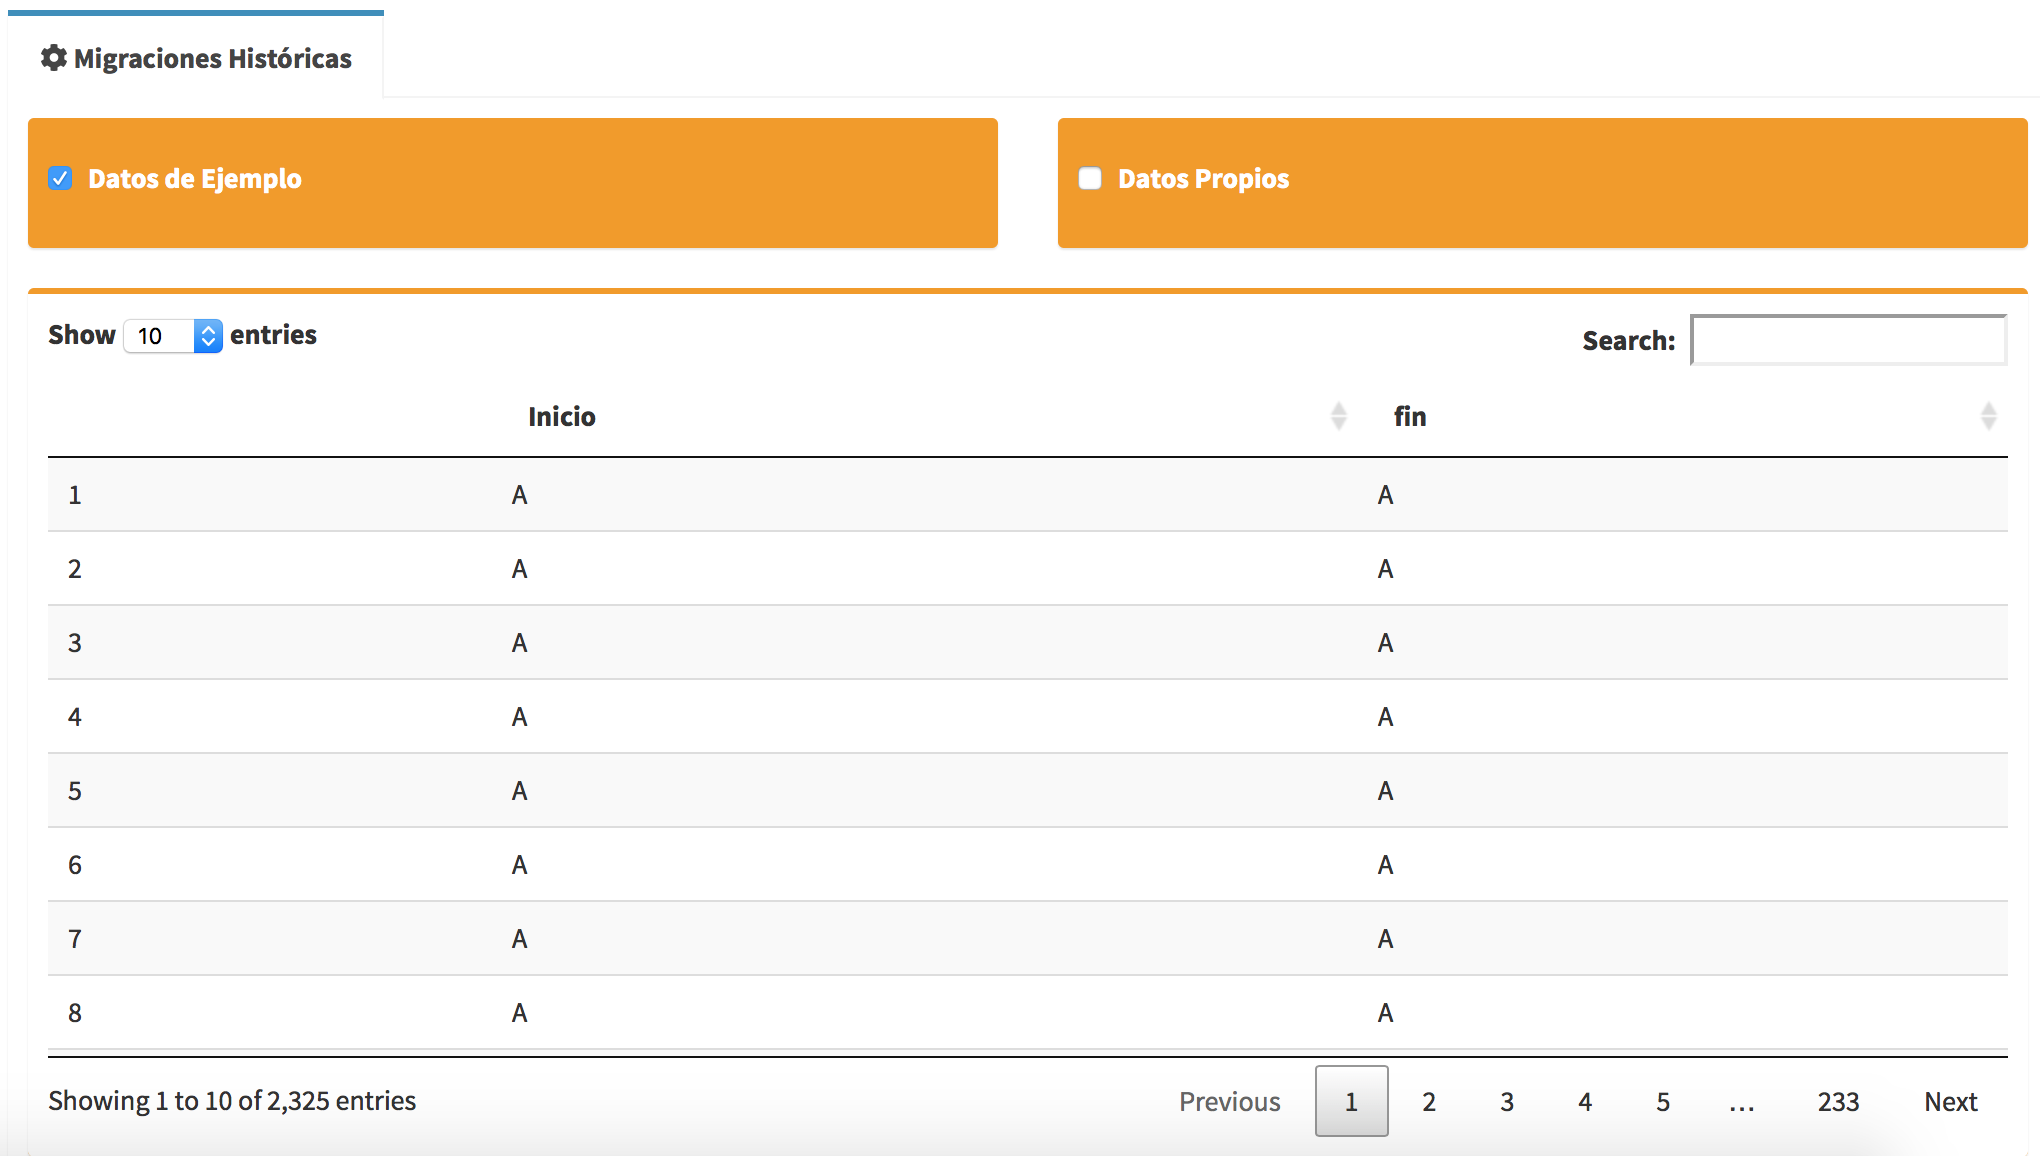 Migraciones Históricas
Datos de Ejemplo Datos Propios
Show 10 entries Search:
Inicio fin
1 A A
2 A A
3 A A
4 A A
5 A A
6 A A
7 A A
8 A A
Showing 1 to 10 of 2,325 entries Previous 1 2 3 4 5 … 233 Next